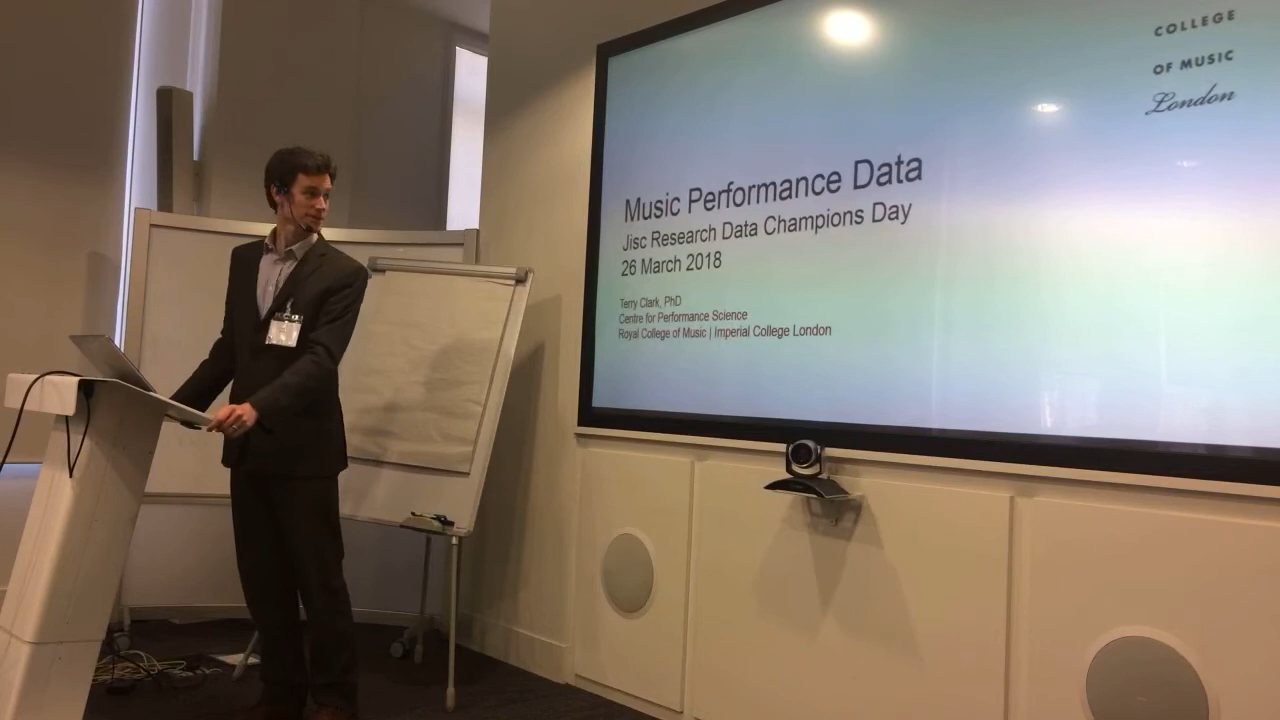 COLLEGE
OF MUSIC
London
Music Performance Data
Jisc Research Data Champions Day
26 March 2018
Terry Clark, PhD
Centre for Performance Science
Royal College of Music | Imperial College London